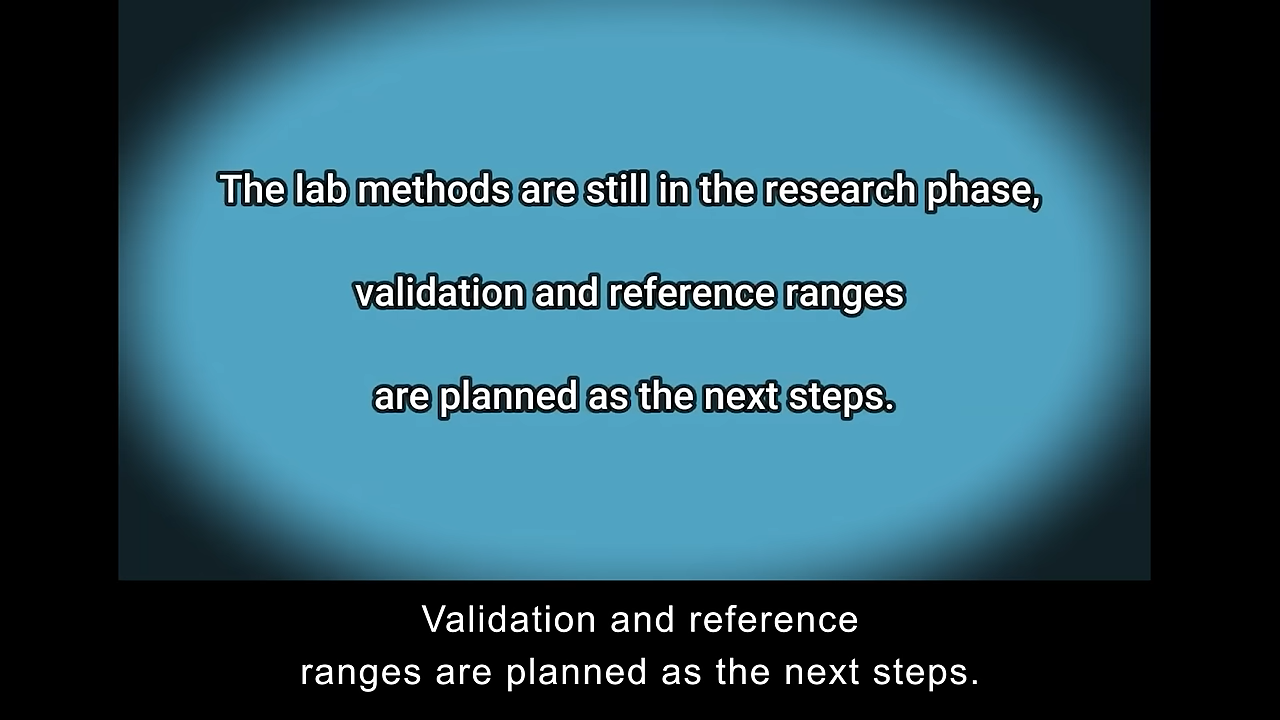 The lab methods are still in the research phase,
validation and reference ranges
are planned as the next steps.
Validation and reference
ranges are planned as the next steps.